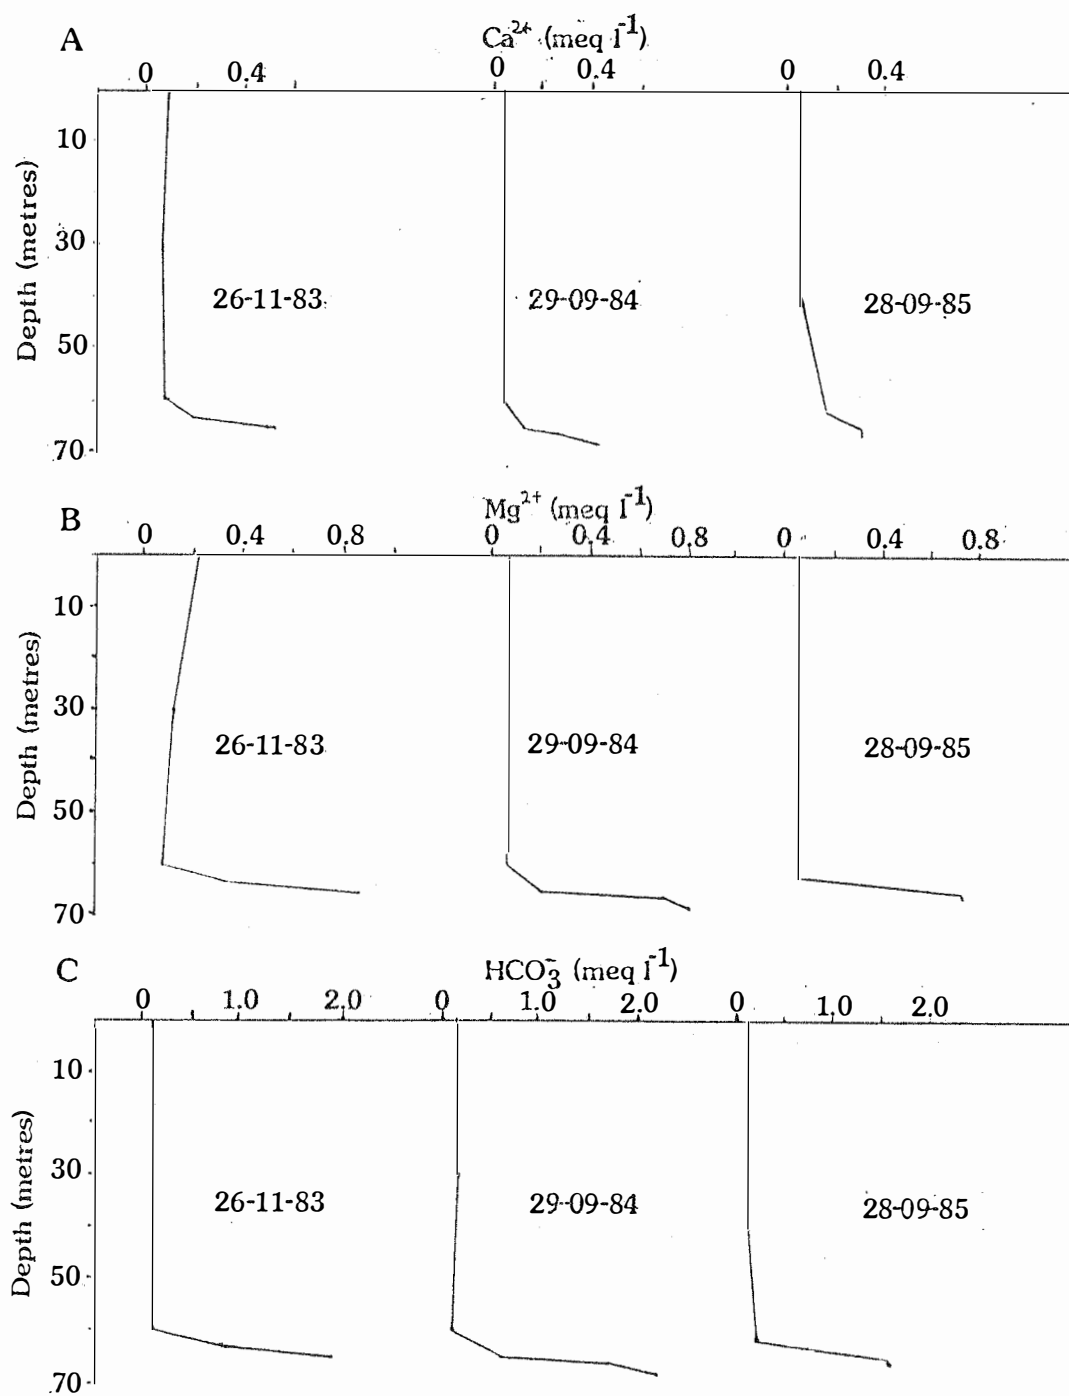 A
Ca²⁺ (meq l⁻¹)
0 0.4 0 0.4 0 0.4
Depth (metres)
10
30
50
70
26-11-83 29-09-84 28-09-85
B
Mg²⁺ (meq l⁻¹)
0 0.4 0.8 0 0.4 0.8 0 0.4 0.8
Depth (metres)
10
30
50
70
26-11-83 29-09-84 28-09-85
C
HCO₃⁻ (meq l⁻¹)
0 1.0 2.0 0 1.0 2.0 0 1.0 2.0
Depth (metres)
10
30
50
70
26-11-83 29-09-84 28-09-85